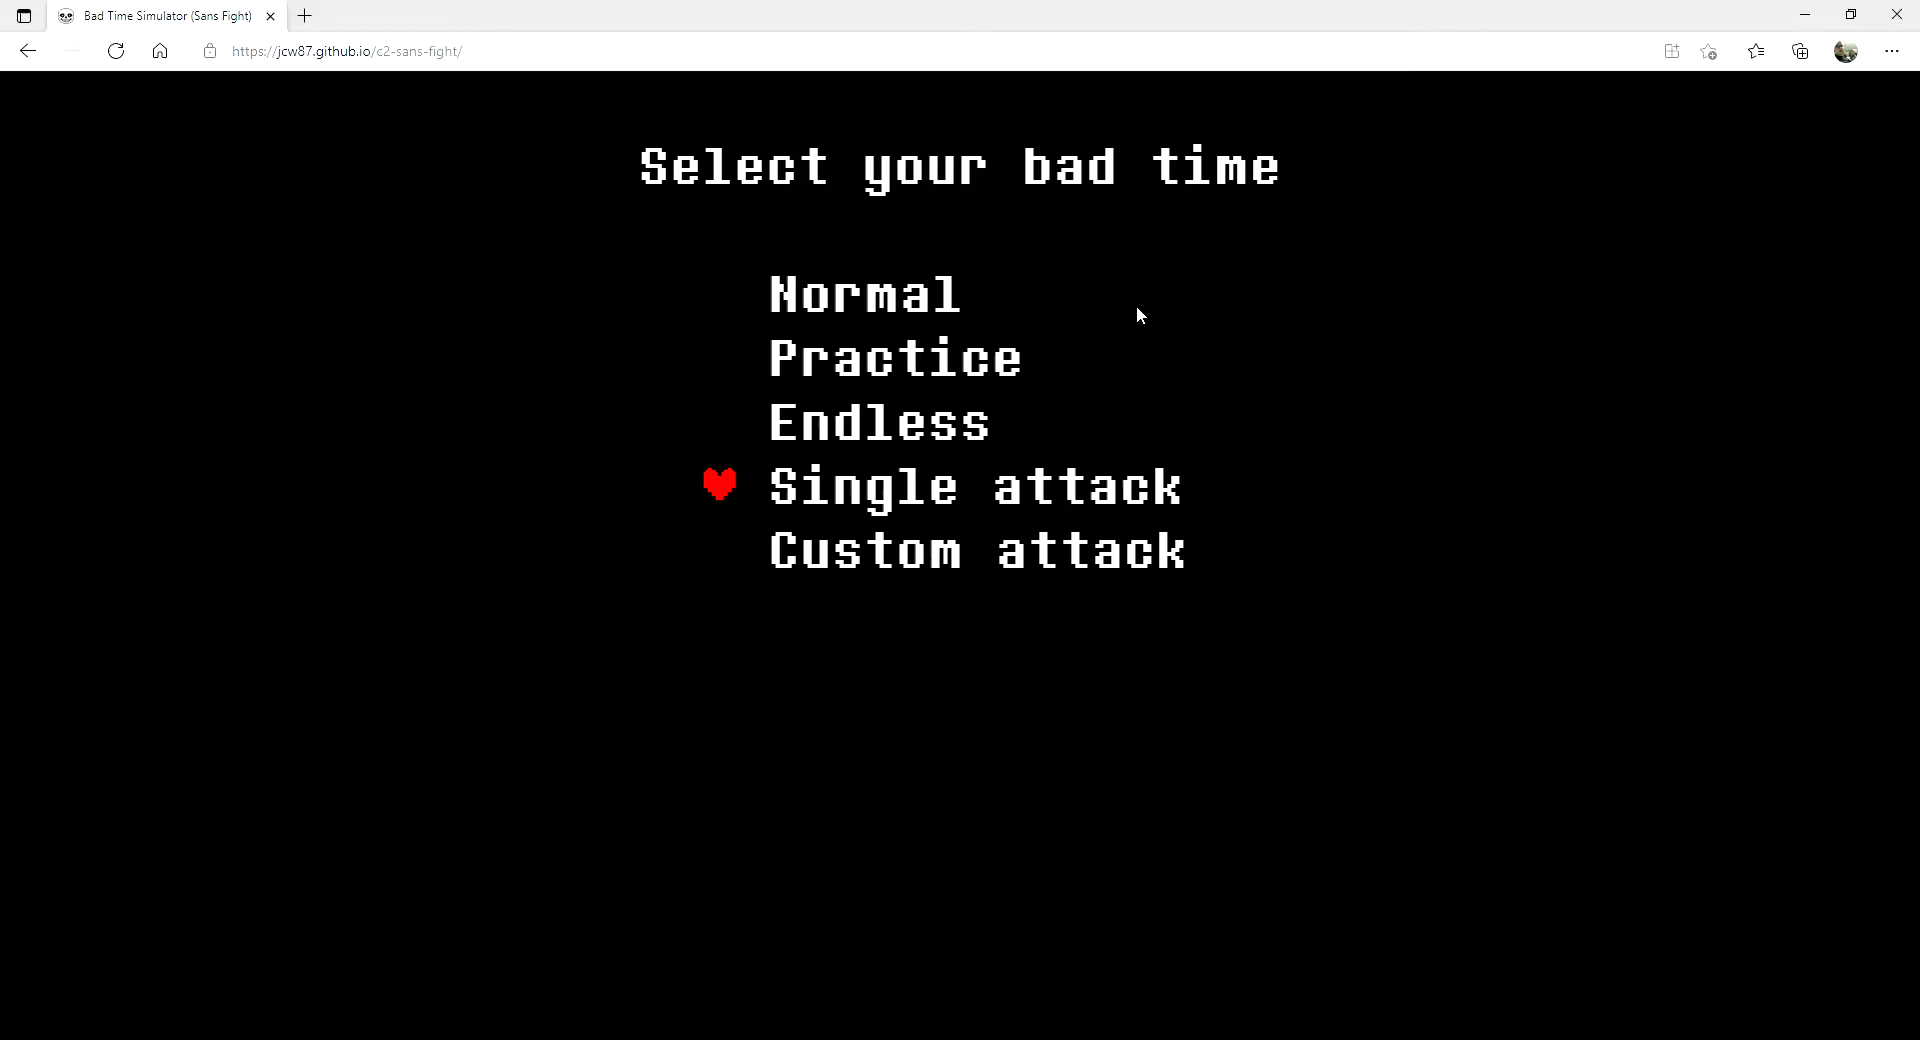 Bad Time Simulator (Sans Fight)
https://jcw87.github.io/c2-sans-fight/
Select your bad time
Normal
Practice
Endless
Single attack
Custom attack